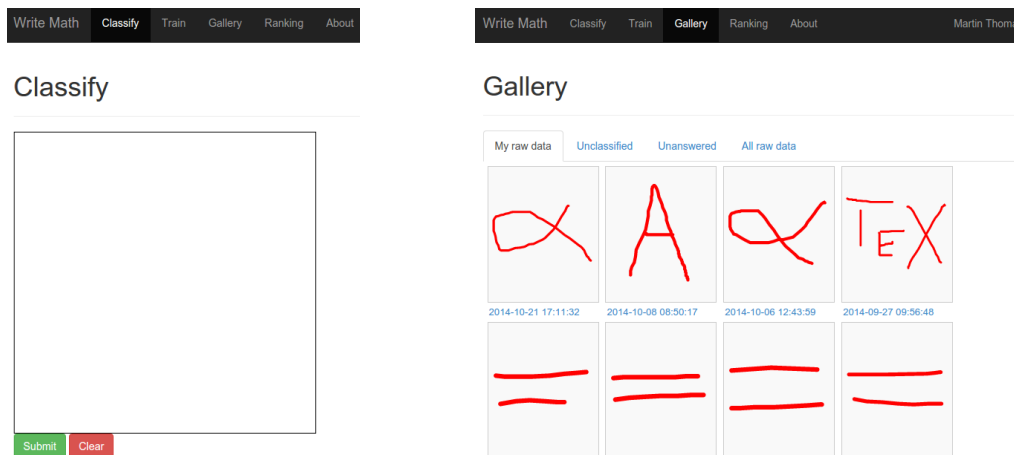 Write Math Classify Train Gallery Ranking About
Classify
Submit Clear
Write Math Classify Train Gallery Ranking About Martin Thoma
Gallery
My raw data Unclassified Unanswered All raw data
α A α TEX
2014-10-21 17:11:32 2014-10-08 08:50:17 2014-10-06 12:43:59 2014-09-27 09:56:48
= = = =